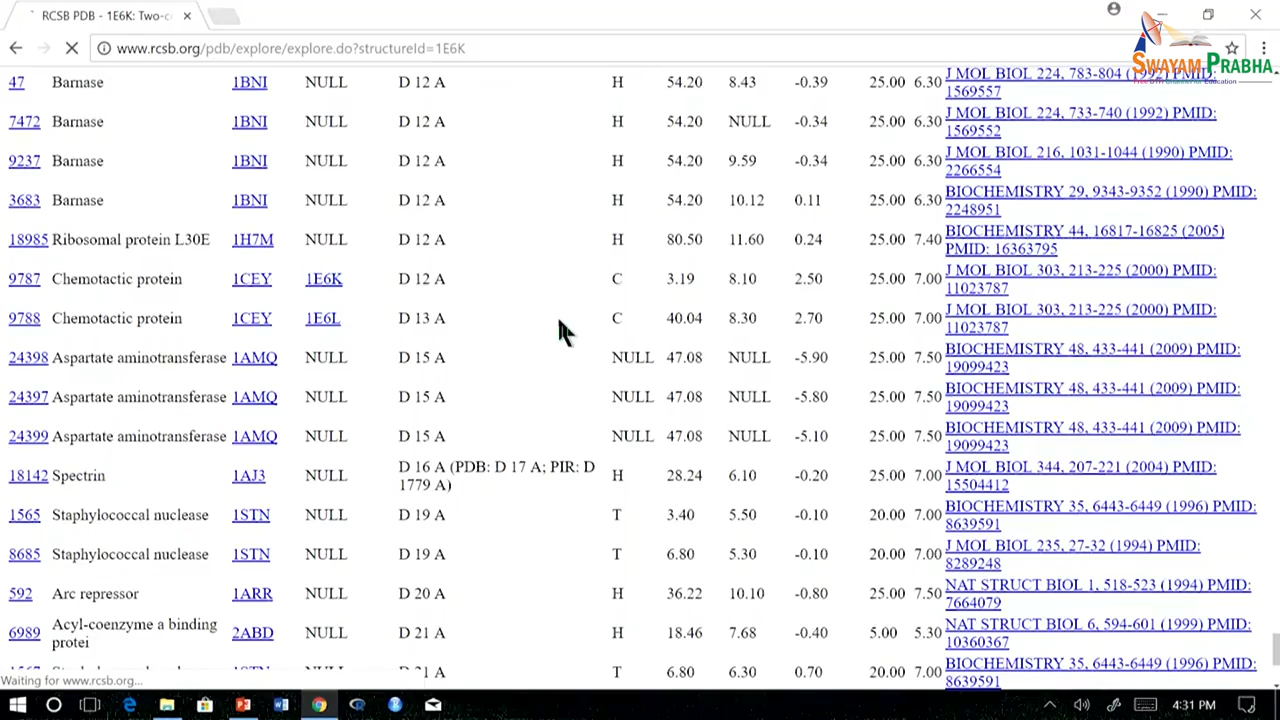 RCSB PDB - 1E6K: Two-c
www.rcsb.org/pdb/explore/explore.do?structureId=1E6K
SWAYAM PRABHA
47 Barnase 1BNI NULL D 12 A H 54.20 8.43 -0.39 25.00 6.30 J MOL BIOL 224, 783-804 (1992) PMID:
1569557
7472 Barnase 1BNI NULL D 12 A H 54.20 NULL -0.34 25.00 6.30 J MOL BIOL 224, 733-740 (1992) PMID:
1569552
9237 Barnase 1BNI NULL D 12 A H 54.20 9.59 -0.34 25.00 6.30 J MOL BIOL 216, 1031-1044 (1990) PMID:
2266554
3683 Barnase 1BNI NULL D 12 A H 54.20 10.12 0.11 25.00 6.30 BIOCHEMISTRY 29, 9343-9352 (1990) PMID:
2248951
18985 Ribosomal protein L30E 1H7M NULL D 12 A H 80.50 11.60 0.24 25.00 7.40 BIOCHEMISTRY 44, 16817-16825 (2005)
PMID: 16363795
9787 Chemotactic protein 1CEY 1E6K D 12 A C 3.19 8.10 2.50 25.00 7.00 J MOL BIOL 303, 213-225 (2000) PMID:
11023787
9788 Chemotactic protein 1CEY 1E6L D 13 A C 40.04 8.30 2.70 25.00 7.00 J MOL BIOL 303, 213-225 (2000) PMID:
11023787
24398 Aspartate aminotransferase 1AMQ NULL D 15 A NULL 47.08 NULL -5.90 25.00 7.50 BIOCHEMISTRY 48, 433-441 (2009) PMID:
19099423
24397 Aspartate aminotransferase 1AMQ NULL D 15 A NULL 47.08 NULL -5.80 25.00 7.50 BIOCHEMISTRY 48, 433-441 (2009) PMID:
19099423
24399 Aspartate aminotransferase 1AMQ NULL D 15 A NULL 47.08 NULL -5.10 25.00 7.50 BIOCHEMISTRY 48, 433-441 (2009) PMID:
19099423
18142 Spectrin 1AJ3 NULL D 16 A (PDB: D 17 A; PIR: D H 28.24 6.10 -0.20 25.00 7.00 J MOL BIOL 344, 207-221 (2004) PMID:
1779 A) 15504412
1565 Staphylococcal nuclease 1STN NULL D 19 A T 3.40 5.50 -0.10 20.00 7.00 BIOCHEMISTRY 35, 6443-6449 (1996) PMID:
8639591
8685 Staphylococcal nuclease 1STN NULL D 19 A T 6.80 5.30 -0.10 20.00 7.00 J MOL BIOL 235, 27-32 (1994) PMID:
8289248
592 Arc repressor 1ARR NULL D 20 A H 36.22 10.10 -0.80 25.00 7.50 NAT STRUCT BIOL 1, 518-523 (1994) PMID:
7664079
6989 Acyl-coenzyme a binding 2ABD NULL D 21 A H 18.46 7.68 -0.40 5.00 5.30 NAT STRUCT BIOL 6, 594-601 (1999) PMID:
protei 10360367
1 A T 6.80 6.30 0.70 20.00 7.00 BIOCHEMISTRY 35, 6443-6449 (1996) PMID:
8639591
Waiting for www.rcsb.org...
4:31 PM